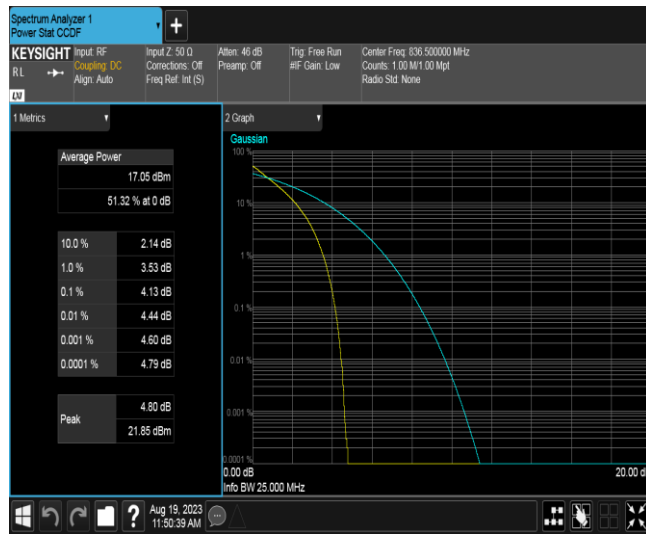 Spectrum Analyzer 1
Power Stat CCDF
+
KEYSIGHT
RL
LXI
Input: RF
Coupling: DC
Align: Auto
Input Z: 50 Ω
Corrections: Off
Freq Ref: Int (S)
Atten: 46 dB
Preamp: Off
Trig: Free Run
#IF Gain: Low
Center Freq: 836.500000 MHz
Counts: 1.00 M/1.00 Mpt
Radio Std: None
1 Metrics
Average Power
17.05 dBm
51.32 % at 0 dB
10.0 % 2.14 dB
1.0 % 3.53 dB
0.1 % 4.13 dB
0.01 % 4.44 dB
0.001 % 4.60 dB
0.0001 % 4.79 dB
Peak
4.80 dB
21.85 dBm
2 Graph
Gaussian
100 %
10 %
1 %
0.1 %
0.01 %
0.001 %
0.0001 %
0.00 dB
20.00 d
Info BW 25.000 MHz
?
Aug 19, 2023
11:50:39 AM